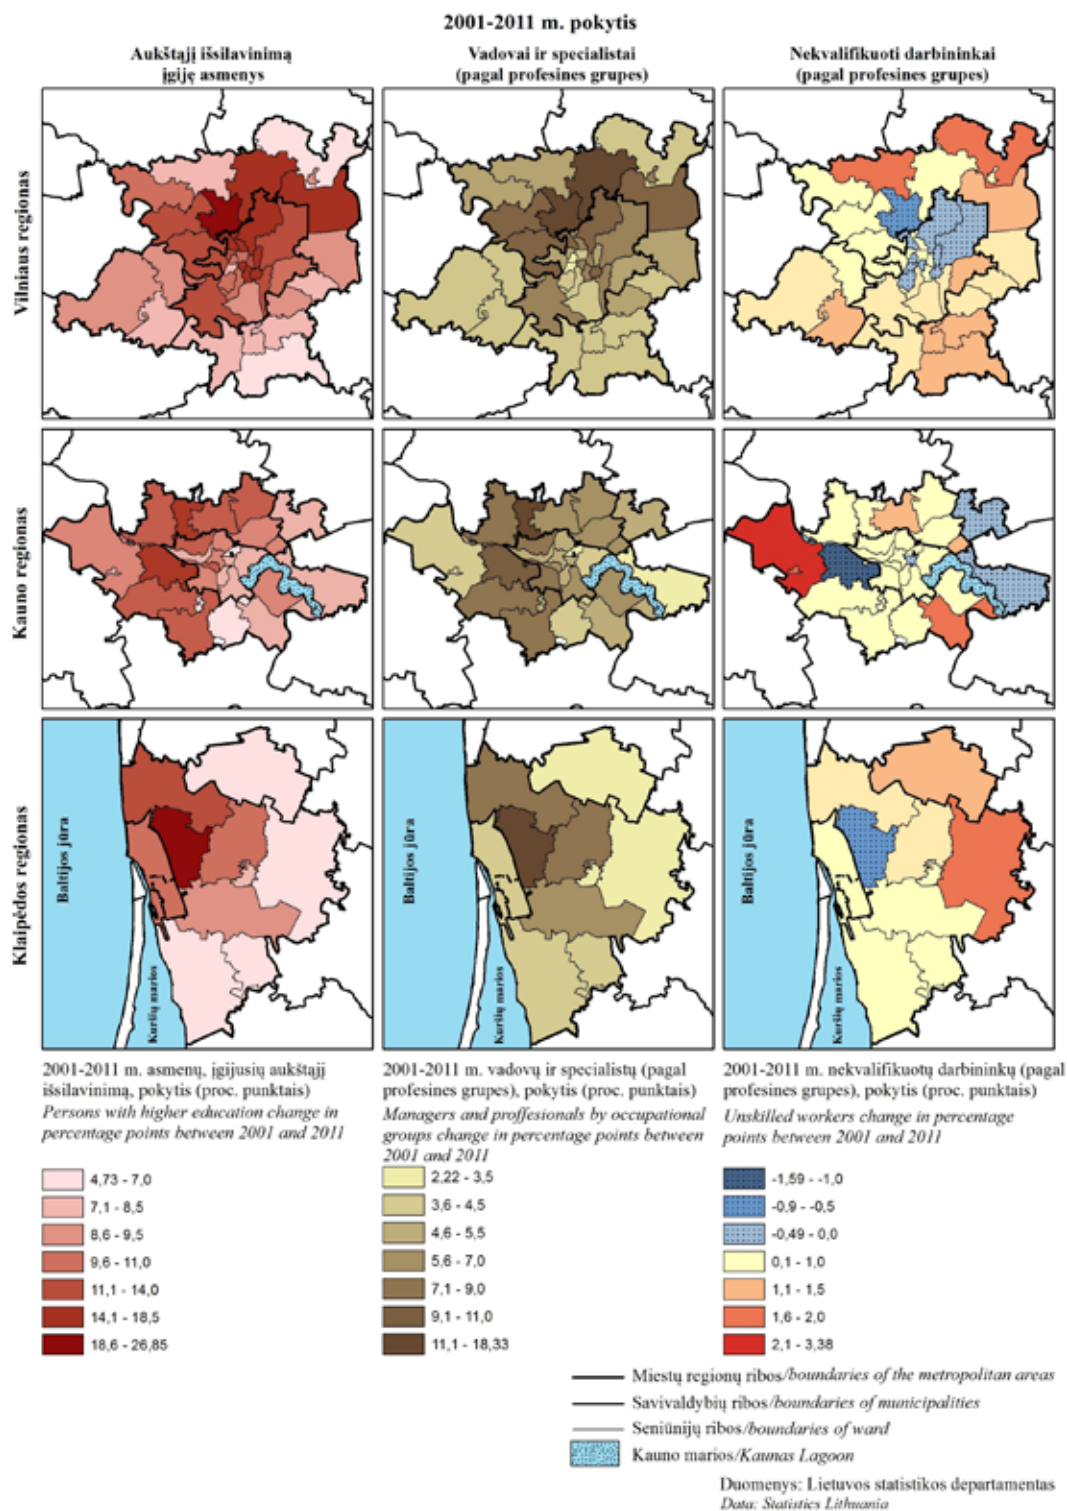 2001-2011 m. pokytis
Aukštąjį išsilavinimą
įgiję asmenys
Vadovai ir specialistai
(pagal profesines grupes)
Nekvalifikuoti darbininkai
(pagal profesines grupes)
Vilniaus regionas
Kauno regionas
Klaipėdos regionas
Baltijos jūra
Kuršių marios
Baltijos jūra
Kuršių marios
Baltijos jūra
Kuršių marios
2001-2011 m. asmenų, įgijusių aukštąjį
išsilavinimą, pokytis (proc. punktais)
Persons with higher education change in
percentage points between 2001 and 2011
4,73 - 7,0
7,1 - 8,5
8,6 - 9,5
9,6 - 11,0
11,1 - 14,0
14,1 - 18,5
18,6 - 26,85
2001-2011 m. vadovų ir specialistų (pagal
profesines grupes), pokytis (proc. punktais)
Managers and proffesionals by occupational
groups change in percentage points between
2001 and 2011
2,22 - 3,5
3,6 - 4,5
4,6 - 5,5
5,6 - 7,0
7,1 - 9,0
9,1 - 11,0
11,1 - 18,33
2001-2011 m. nekvalifikuotų darbininkų (pagal
profesines grupes), pokytis (proc. punktais)
Unskilled workers change in percentage
points between 2001 and 2011
-1,59 - -1,0
-0,9 - -0,5
-0,49 - 0,0
0,1 - 1,0
1,1 - 1,5
1,6 - 2,0
2,1 - 3,38
Miestų regionų ribos/boundaries of the metropolitan areas
Savivaldybių ribos/boundaries of municipalities
Seniūnijų ribos/boundaries of ward
Kauno marios/Kaunas Lagoon
Duomenys: Lietuvos statistikos departamentas
Data: Statistics Lithuania